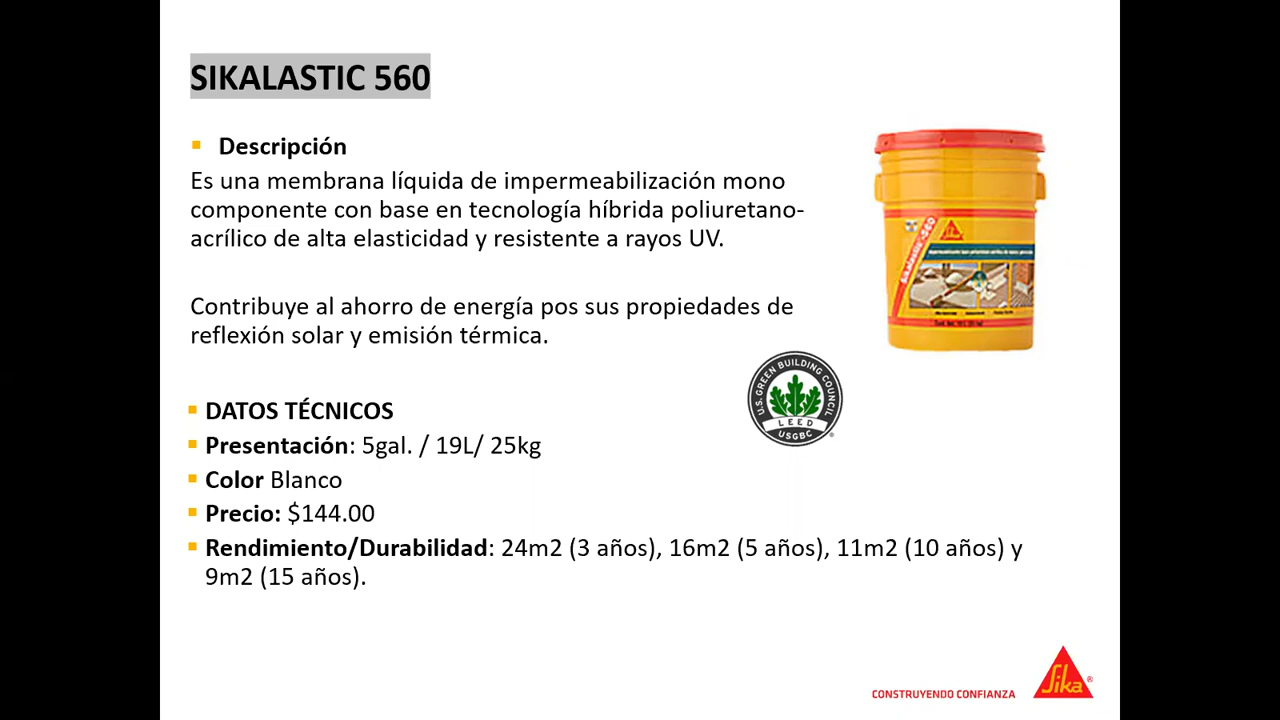 SIKALASTIC 560
Descripción
Es una membrana líquida de impermeabilización mono
componente con base en tecnología híbrida poliuretano-
acrílico de alta elasticidad y resistente a rayos UV.
Contribuye al ahorro de energía pos sus propiedades de
reflexión solar y emisión térmica.
Sika
Sikalastic®-560
U.S. GREEN BUILDING COUNCIL
LEED
USGBC
DATOS TÉCNICOS
Presentación: 5gal. / 19L/ 25kg
Color Blanco
Precio: $144.00
Rendimiento/Durabilidad: 24m2 (3 años), 16m2 (5 años), 11m2 (10 años) y
9m2 (15 años).
CONSTRUYENDO CONFIANZA
Sika®